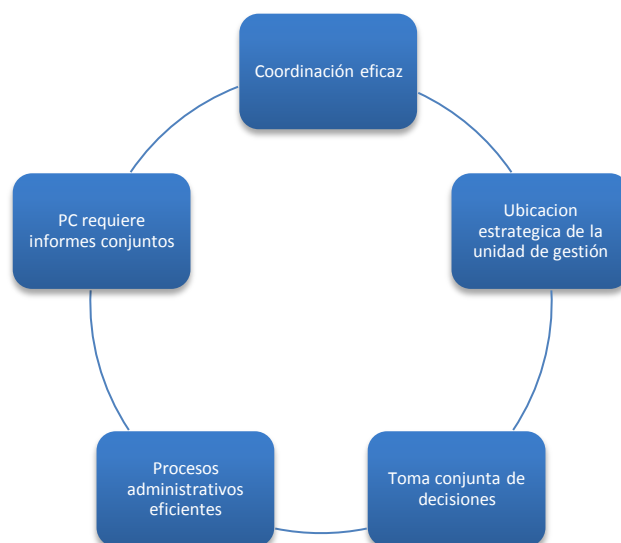 Coordinación eficaz
Ubicacion
estrategica de la
unidad de gestión
Toma conjunta de
decisiones
Procesos
administrativos
eficientes
PC requiere
informes conjuntos